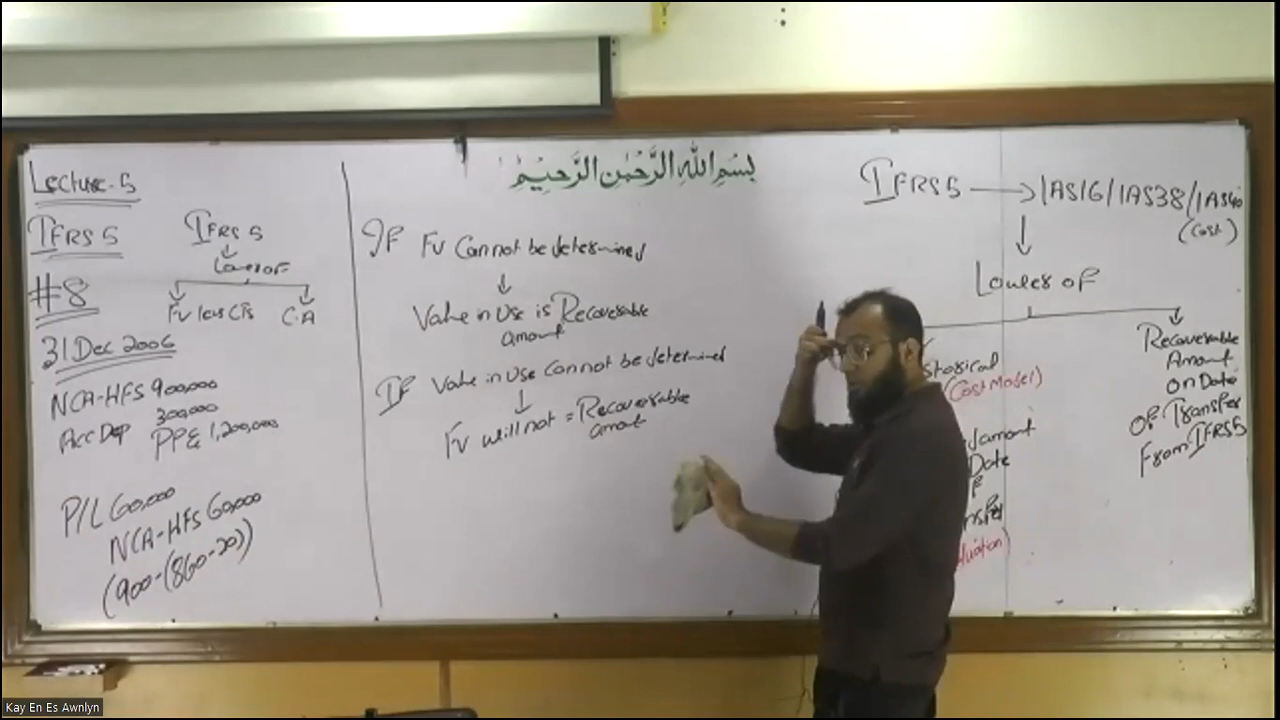 Lecture-5
IFRS 5
#8
IFRS 5
Lower of
FV less CTS
C.A
31 Dec 2006
NCA-HFS 900,000
Acc Dep 300,000
PPE 1,200,000
P/L 60,000
NCA-HFS 60,000
(900-(860-20))
بسم الله الرحمن الرحيم
IF FV Cannot be determined
Value in Use is Recoverable
amount
IF Value in Use Cannot be determined
FV will not = Recoverable
amount
IFRS 5 → IAS16/IAS38/IAS40
(Cost)
Lower of
(Cost Model)
Date
Recoverable
Amount
on Date
of Transfer
From IFRS 5
Kay En Es Awnlyn